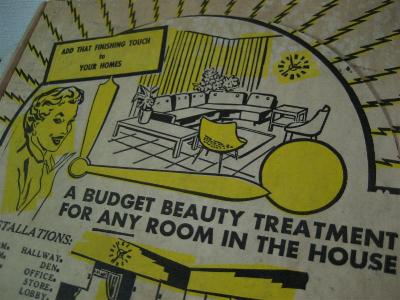 ADD THAT FINISHING TOUCH
to
YOUR HOMES
A BUDGET BEAUTY TREATMENT
FOR ANY ROOM IN THE HOUSE
HALLWAY.
DEN.
OFFICE.
STORE.
LOBBY.